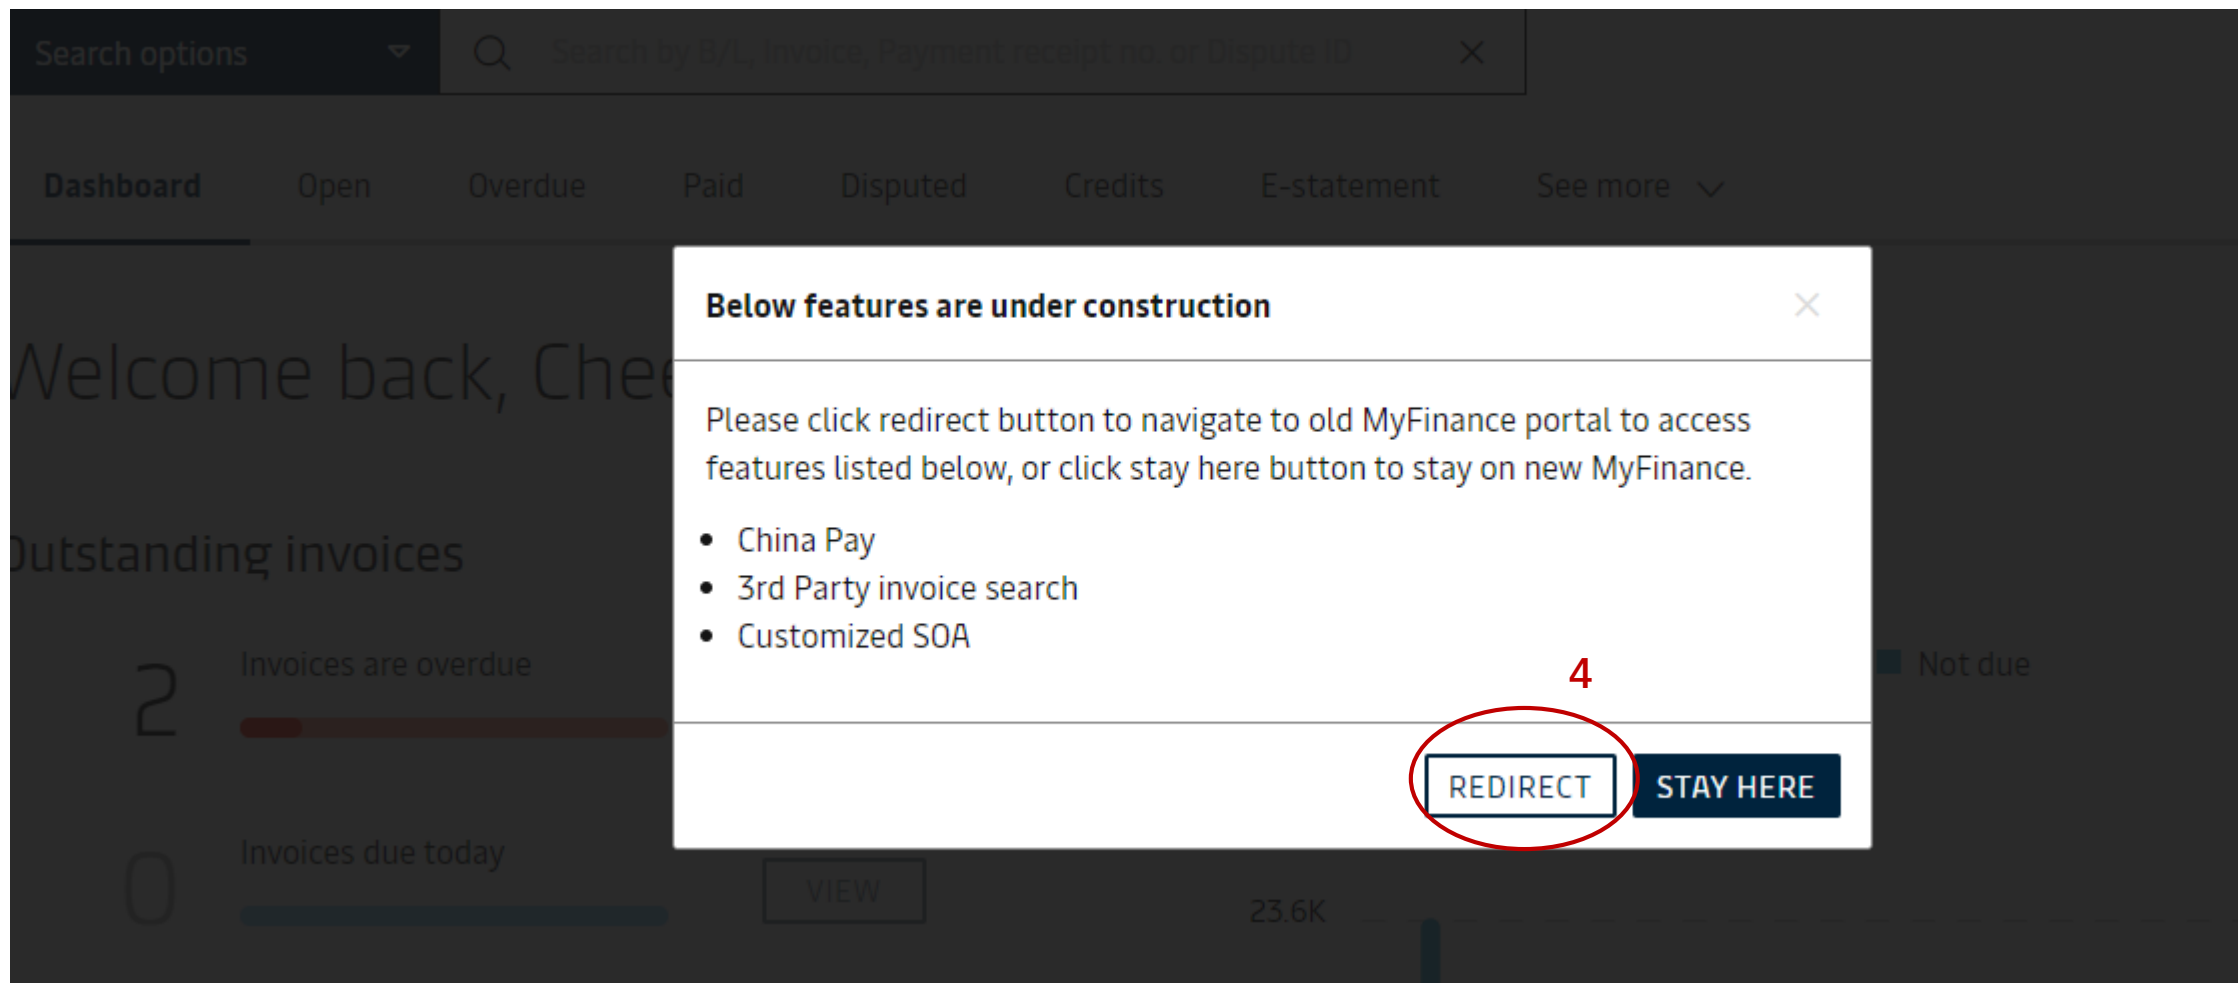 Search options
Search by B/L, Invoice, Payment receipt no. or Dispute ID
Dashboard Open Overdue Paid Disputed Credits E-statement See more
Below features are under construction
Welcome back, Chee
Please click redirect button to navigate to old MyFinance portal to access
features listed below, or click stay here button to stay on new MyFinance.
Outstanding invoices
• China Pay
• 3rd Party invoice search
• Customized SOA
2 Invoices are overdue
4
Not due
REDIRECT STAY HERE
0 Invoices due today
VIEW
23.6K